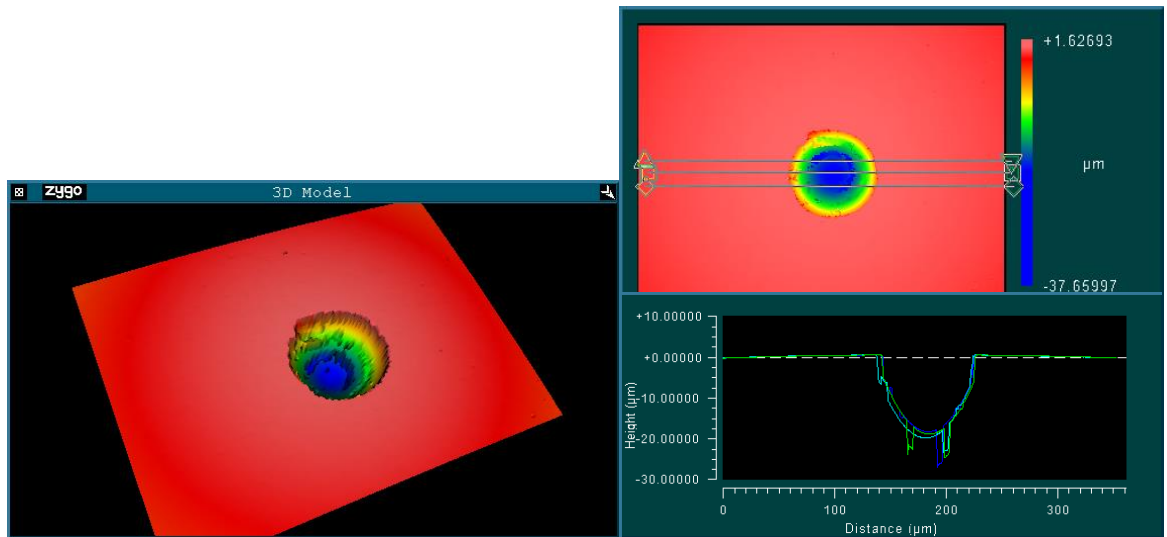 zygo 3D Model
+1.62693
µm
-37.65997
+10.00000
+0.00000
-10.00000
-20.00000
-30.00000
Height (µm)
0 100 200 300
Distance (µm)